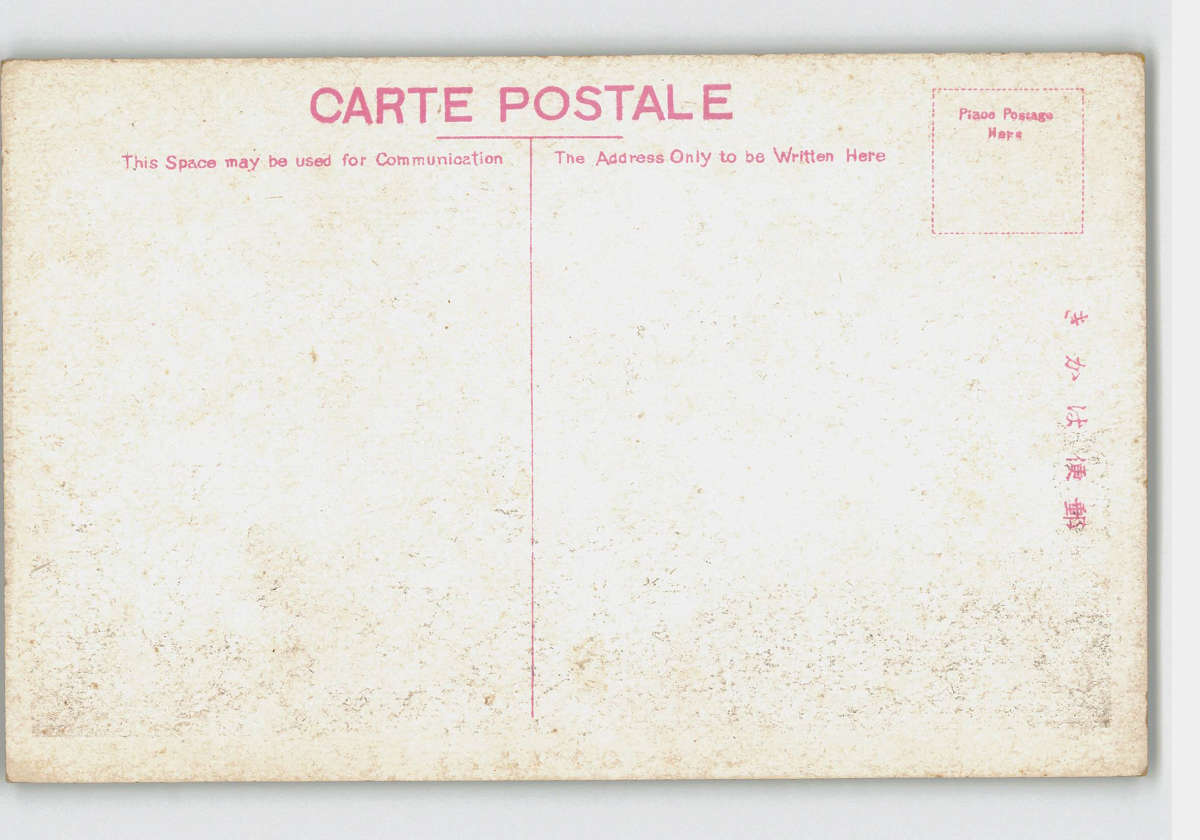 CARTE POSTALE
This Space may be used for Communication
The Address Only to be Written Here
Place Postage
Here
郵便はかき